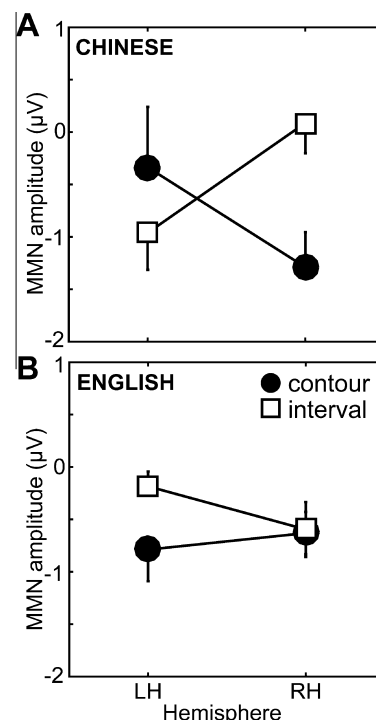 A
CHINESE
MMN amplitude (μV)
1
0
-1
-2
B
ENGLISH
contour
interval
MMN amplitude (μV)
1
0
-1
-2
LH
RH
Hemisphere